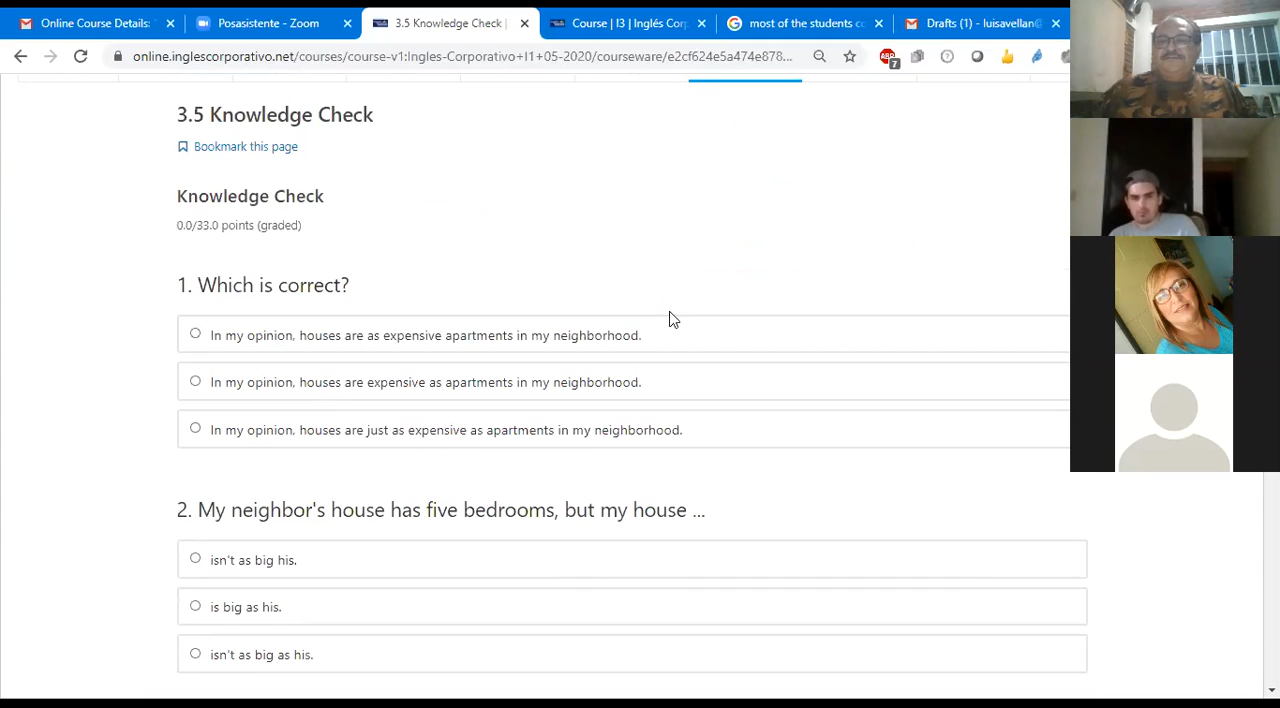 Online Course Details:
Posasistente - Zoom
3.5 Knowledge Check |
Course | I3 | Inglés Corp
most of the students co
Drafts (1) - luisavellan@
online.inglescorporativo.net/courses/course-v1:Ingles-Corporativo+I1+05-2020/courseware/e2cf624e5a474e878...
7
3.5 Knowledge Check
Bookmark this page
Knowledge Check
0.0/33.0 points (graded)
1. Which is correct?
In my opinion, houses are as expensive apartments in my neighborhood.
In my opinion, houses are expensive as apartments in my neighborhood.
In my opinion, houses are just as expensive as apartments in my neighborhood.
2. My neighbor's house has five bedrooms, but my house ...
isn't as big his.
is big as his.
isn't as big as his.